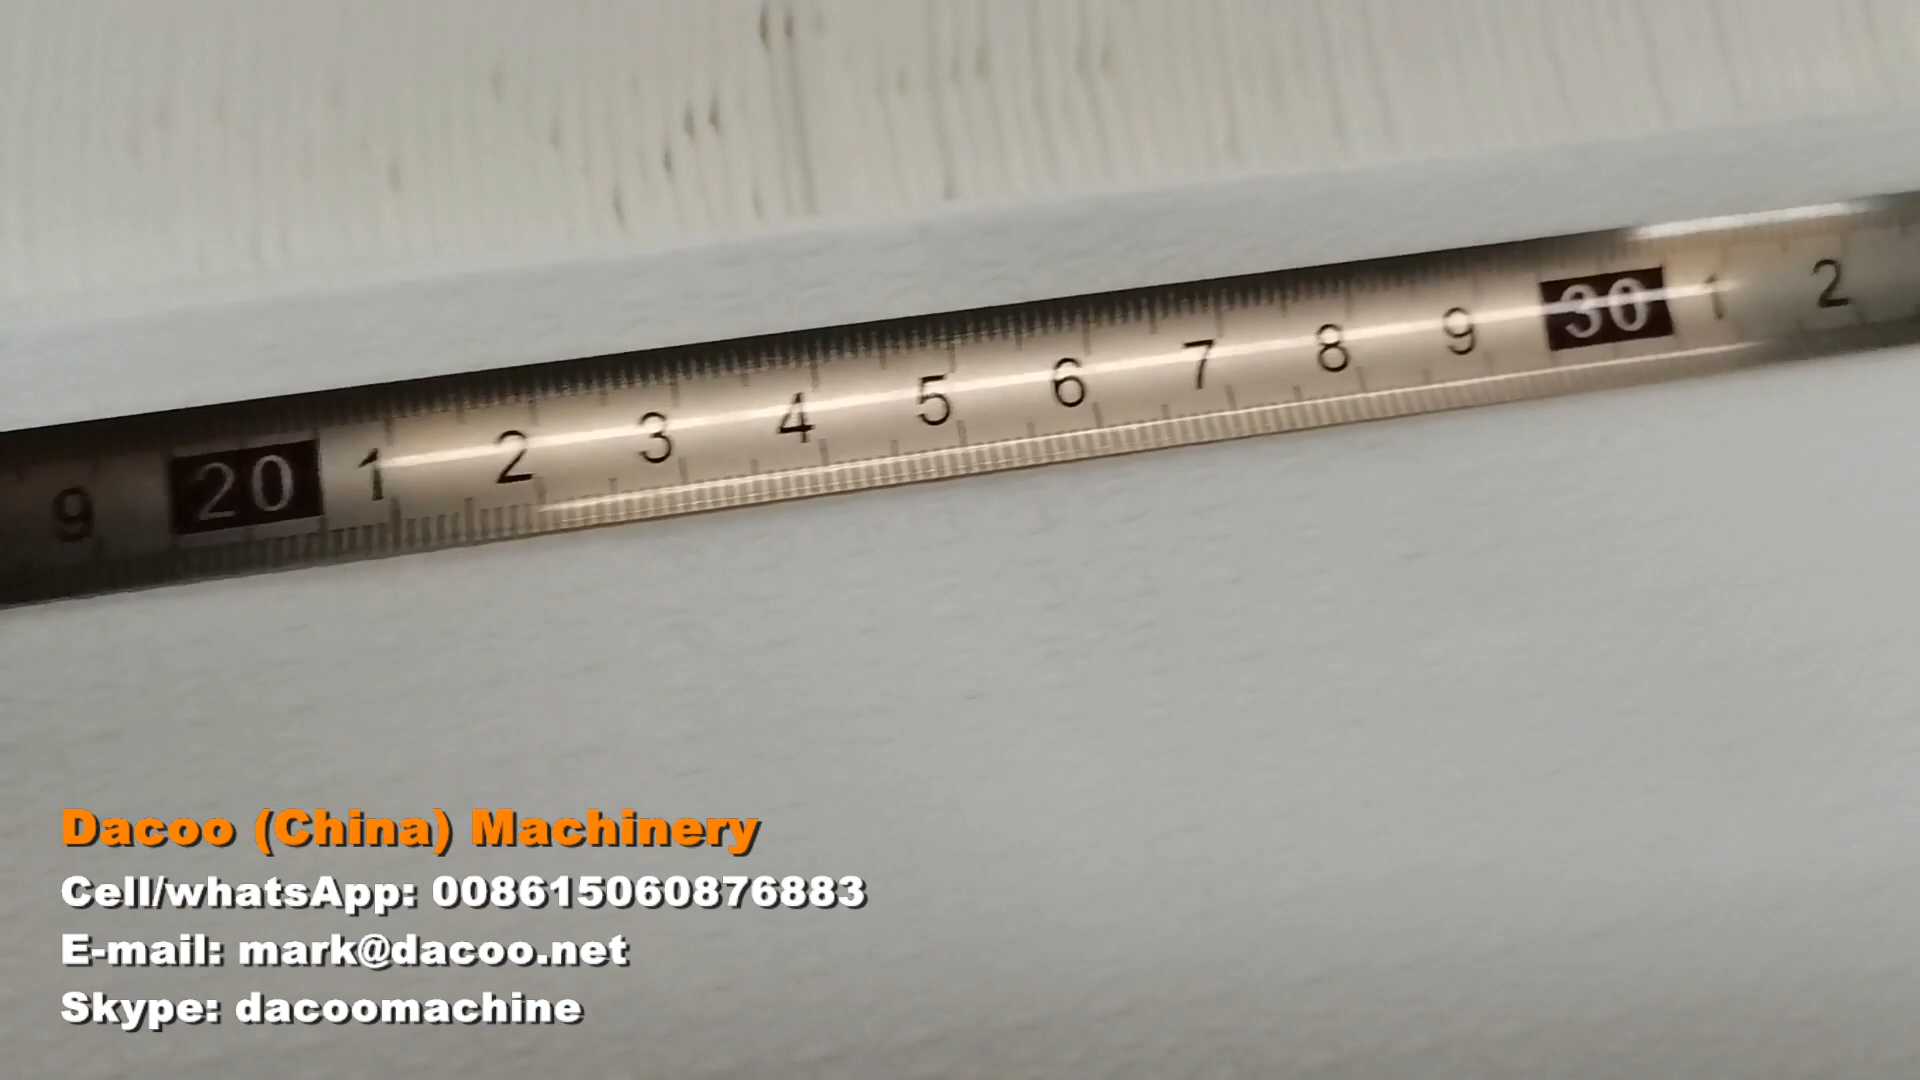 9 20 1 2 3 4 5 6 7 8 9 30 1 2
Dacoo (China) Machinery
Cell/whatsApp: 008615060876883
E-mail: mark@dacoo.net
Skype: dacoomachine